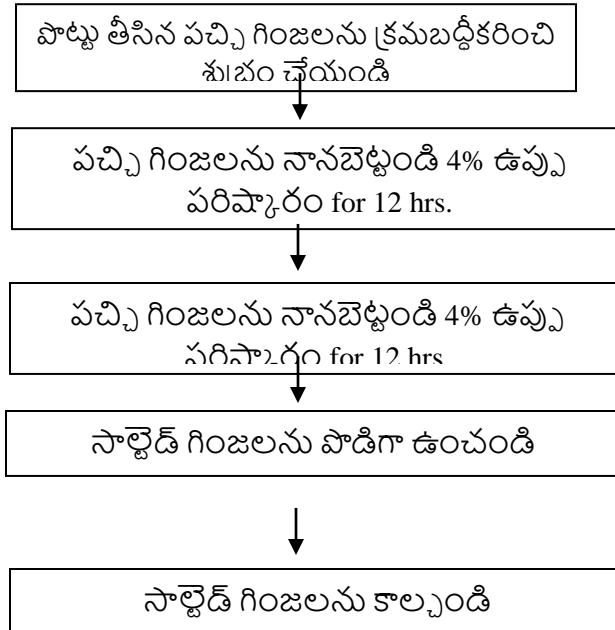 పొట్టు తీసిన పచ్చి గింజలను క్రమబద్ధీకరించి
శుభ్రం చేయండి
పచ్చి గింజలను నానబెట్టండి 4% ఉప్పు
పరిష్కారం for 12 hrs.
పచ్చి గింజలను నానబెట్టండి 4% ఉప్పు
పరిష్కారం for 12 hrs
సాల్టెడ్ గింజలను పొడిగా ఉంచండి
సాల్టెడ్ గింజలను కాల్చండి